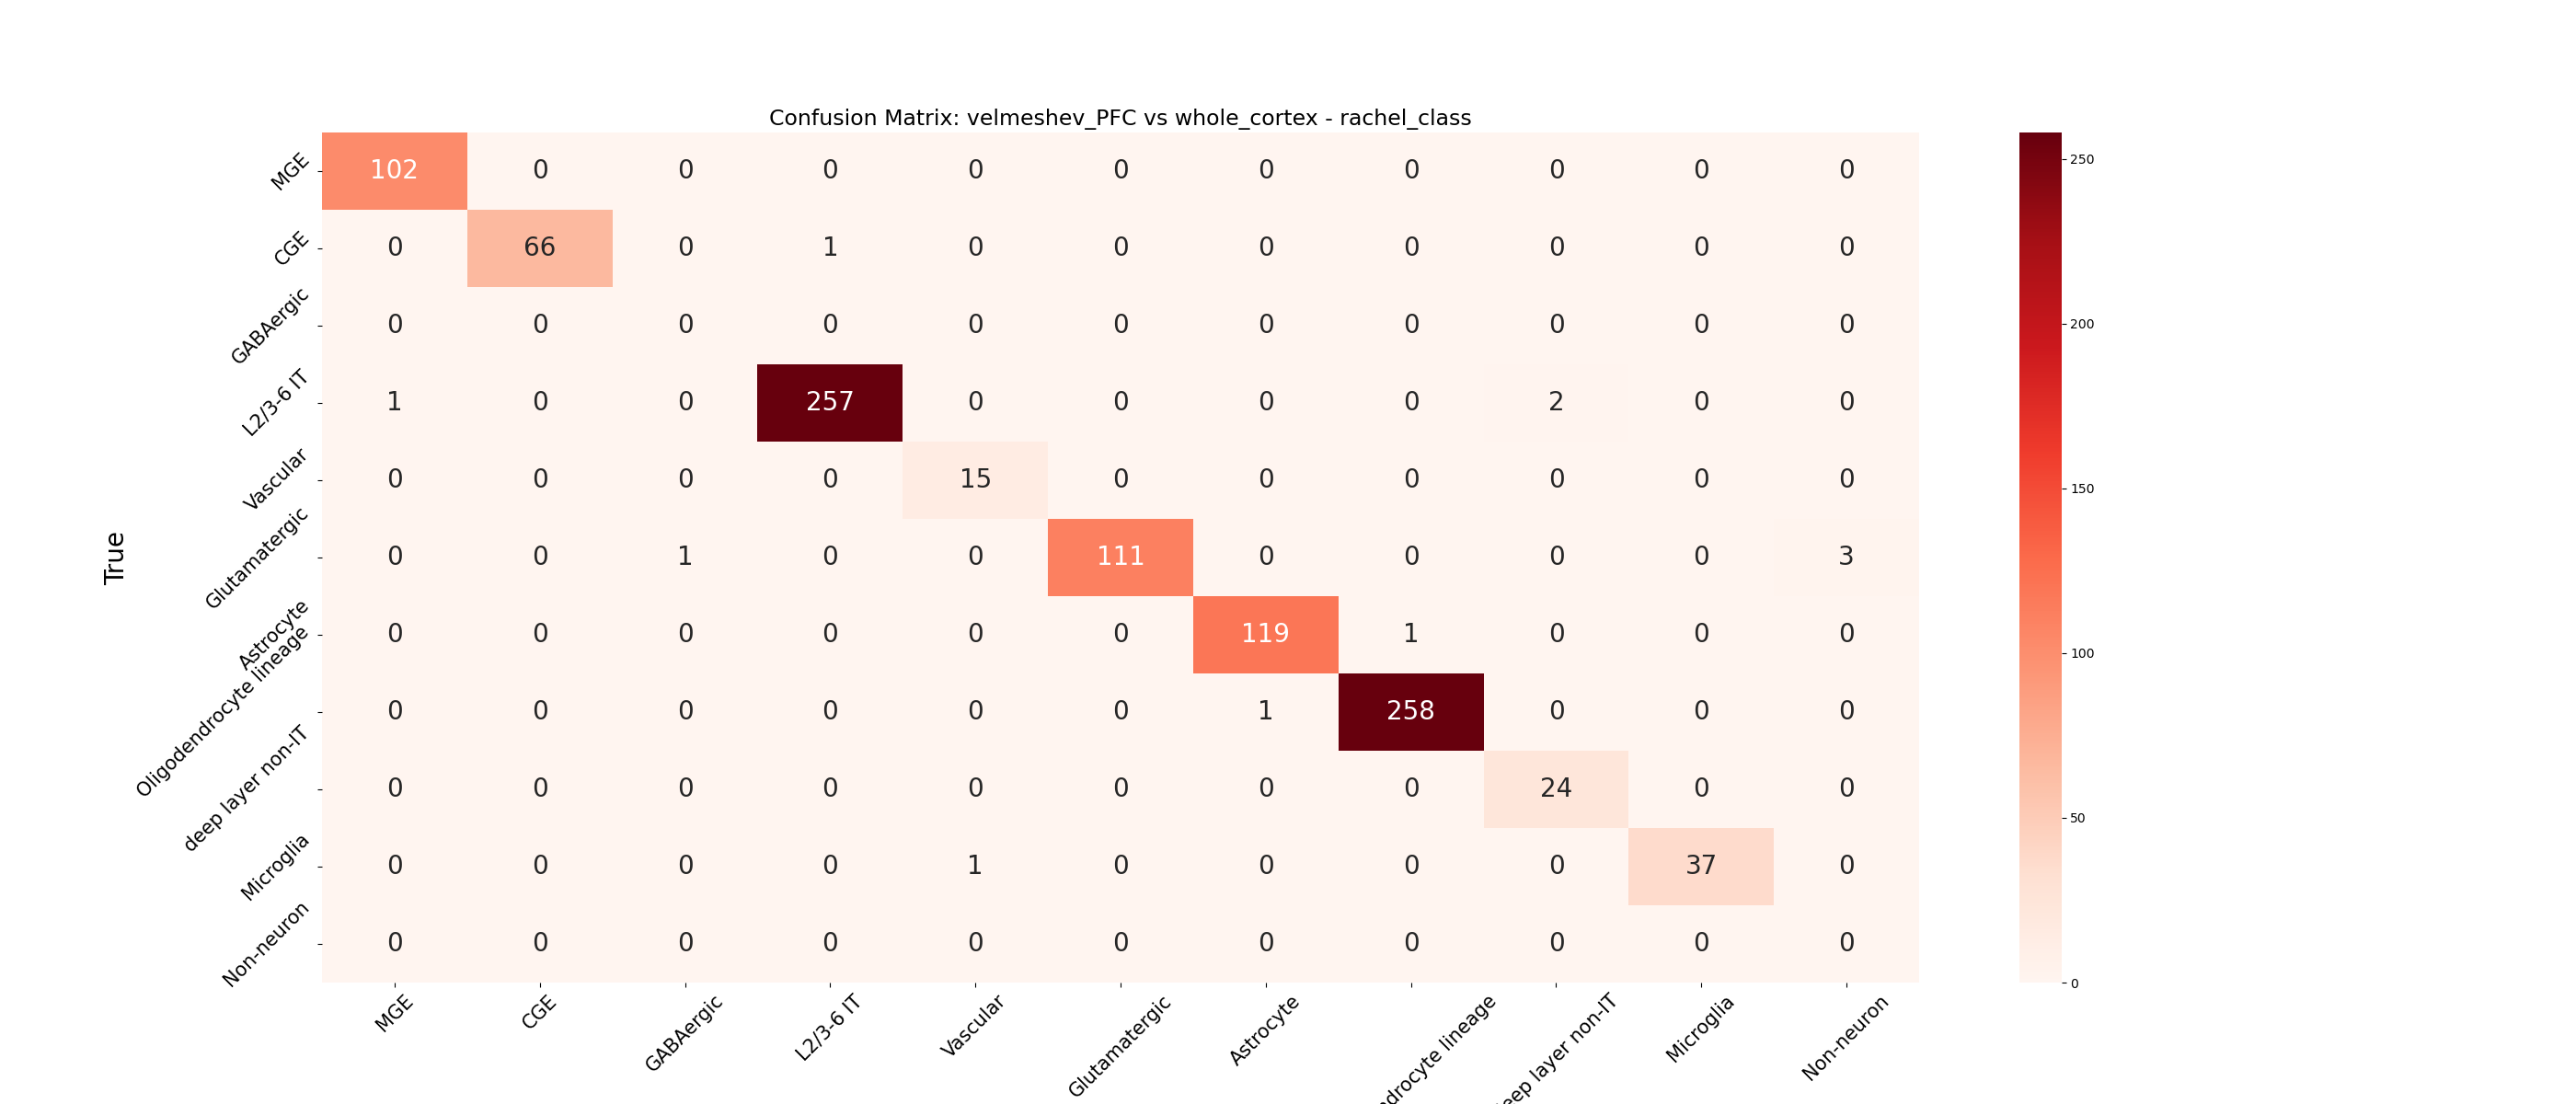 Confusion Matrix: velmeshev_PFC vs whole_cortex - rachel_class
MGE 102 0 0 0 0 0 0 0 0 0 0
CGE 0 66 0 1 0 0 0 0 0 0 0
GABAergic 0 0 0 0 0 0 0 0 0 0 0
L2/3-6 IT 1 0 0 257 0 0 0 0 2 0 0
Vascular 0 0 0 0 15 0 0 0 0 0 0
Glutamatergic 0 0 1 0 0 111 0 0 0 0 3
Astrocyte 0 0 0 0 0 0 119 1 0 0 0
Oligodendrocyte lineage 0 0 0 0 0 0 1 258 0 0 0
deep layer non-IT 0 0 0 0 0 0 0 0 24 0 0
Microglia 0 0 0 0 1 0 0 0 0 37 0
Non-neuron 0 0 0 0 0 0 0 0 0 0 0
True
MGE CGE GABAergic L2/3-6 IT Vascular Glutamatergic Astrocyte drocyte lineage eep layer non-IT Microglia Non-neuron
250
200
150
100
50
0